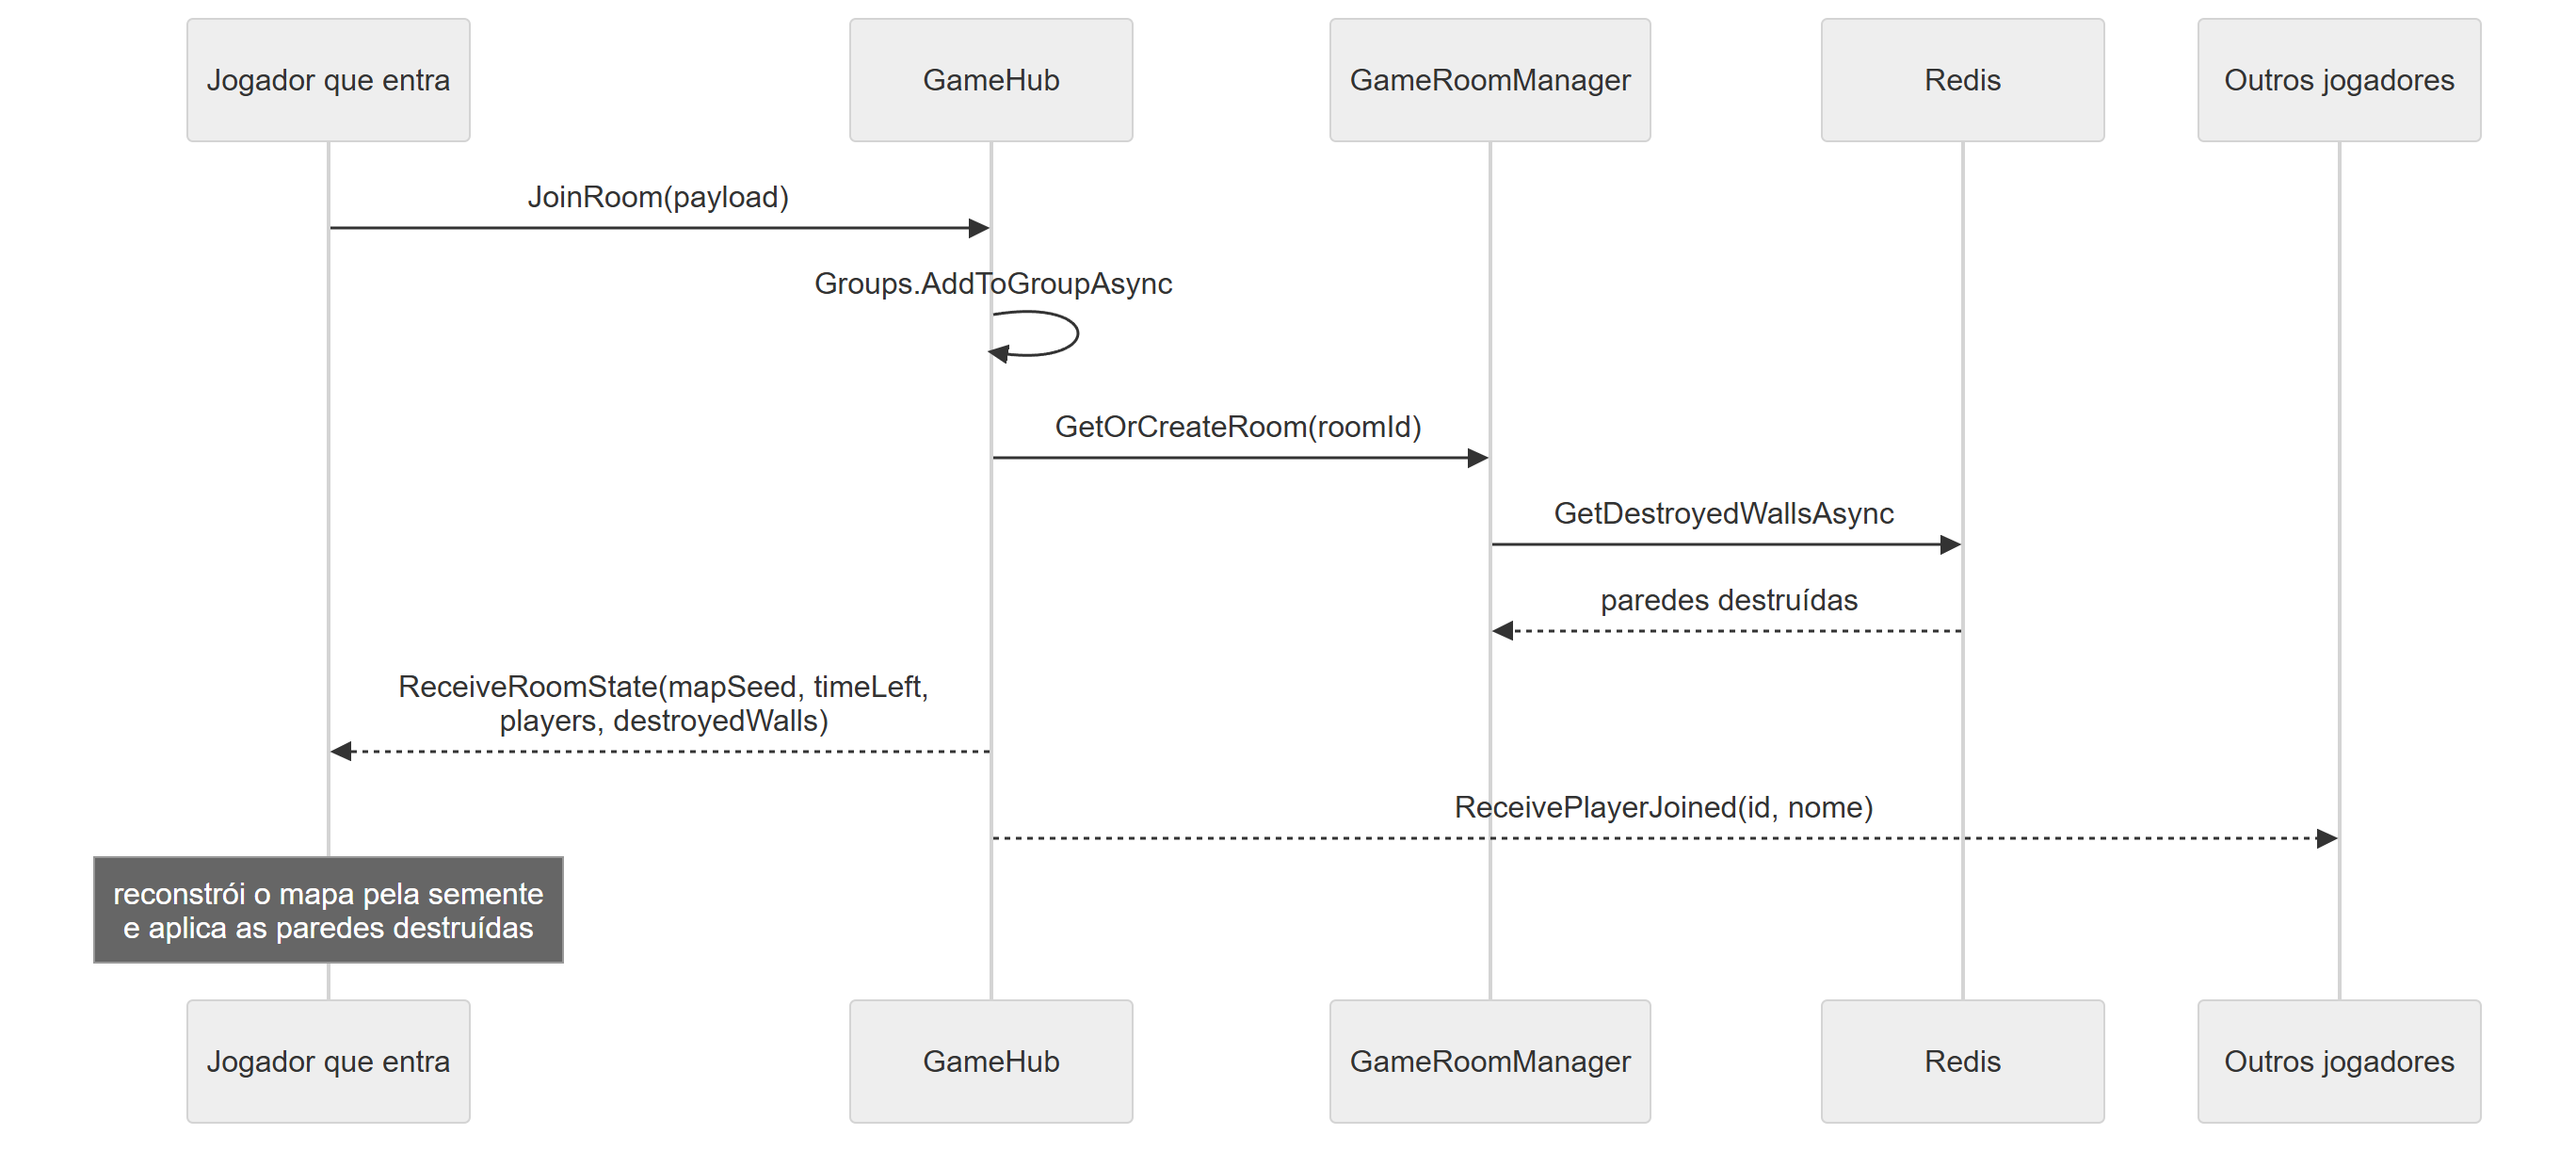 Jogador que entra
GameHub
GameRoomManager
Redis
Outros jogadores
JoinRoom(payload)
Groups.AddToGroupAsync
GetOrCreateRoom(roomId)
GetDestroyedWallsAsync
paredes destruídas
ReceiveRoomState(mapSeed, timeLeft,
players, destroyedWalls)
ReceivePlayerJoined(id, nome)
reconstrói o mapa pela semente
e aplica as paredes destruídas
Jogador que entra
GameHub
GameRoomManager
Redis
Outros jogadores